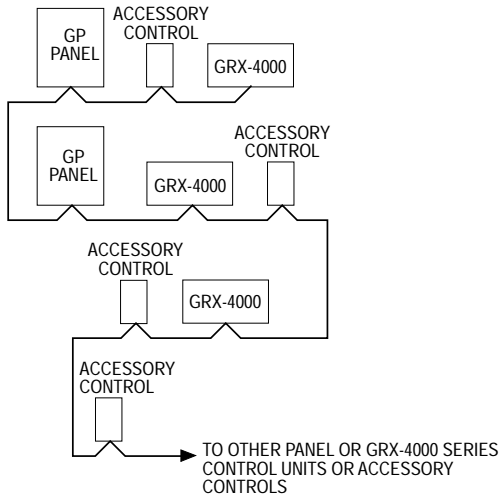 GP
PANEL
ACCESSORY
CONTROL
GRX-4000
GP
PANEL
GRX-4000
ACCESSORY
CONTROL
ACCESSORY
CONTROL
GRX-4000
ACCESSORY
CONTROL
TO OTHER PANEL OR GRX-4000 SERIES
CONTROL UNITS OR ACCESSORY
CONTROLS